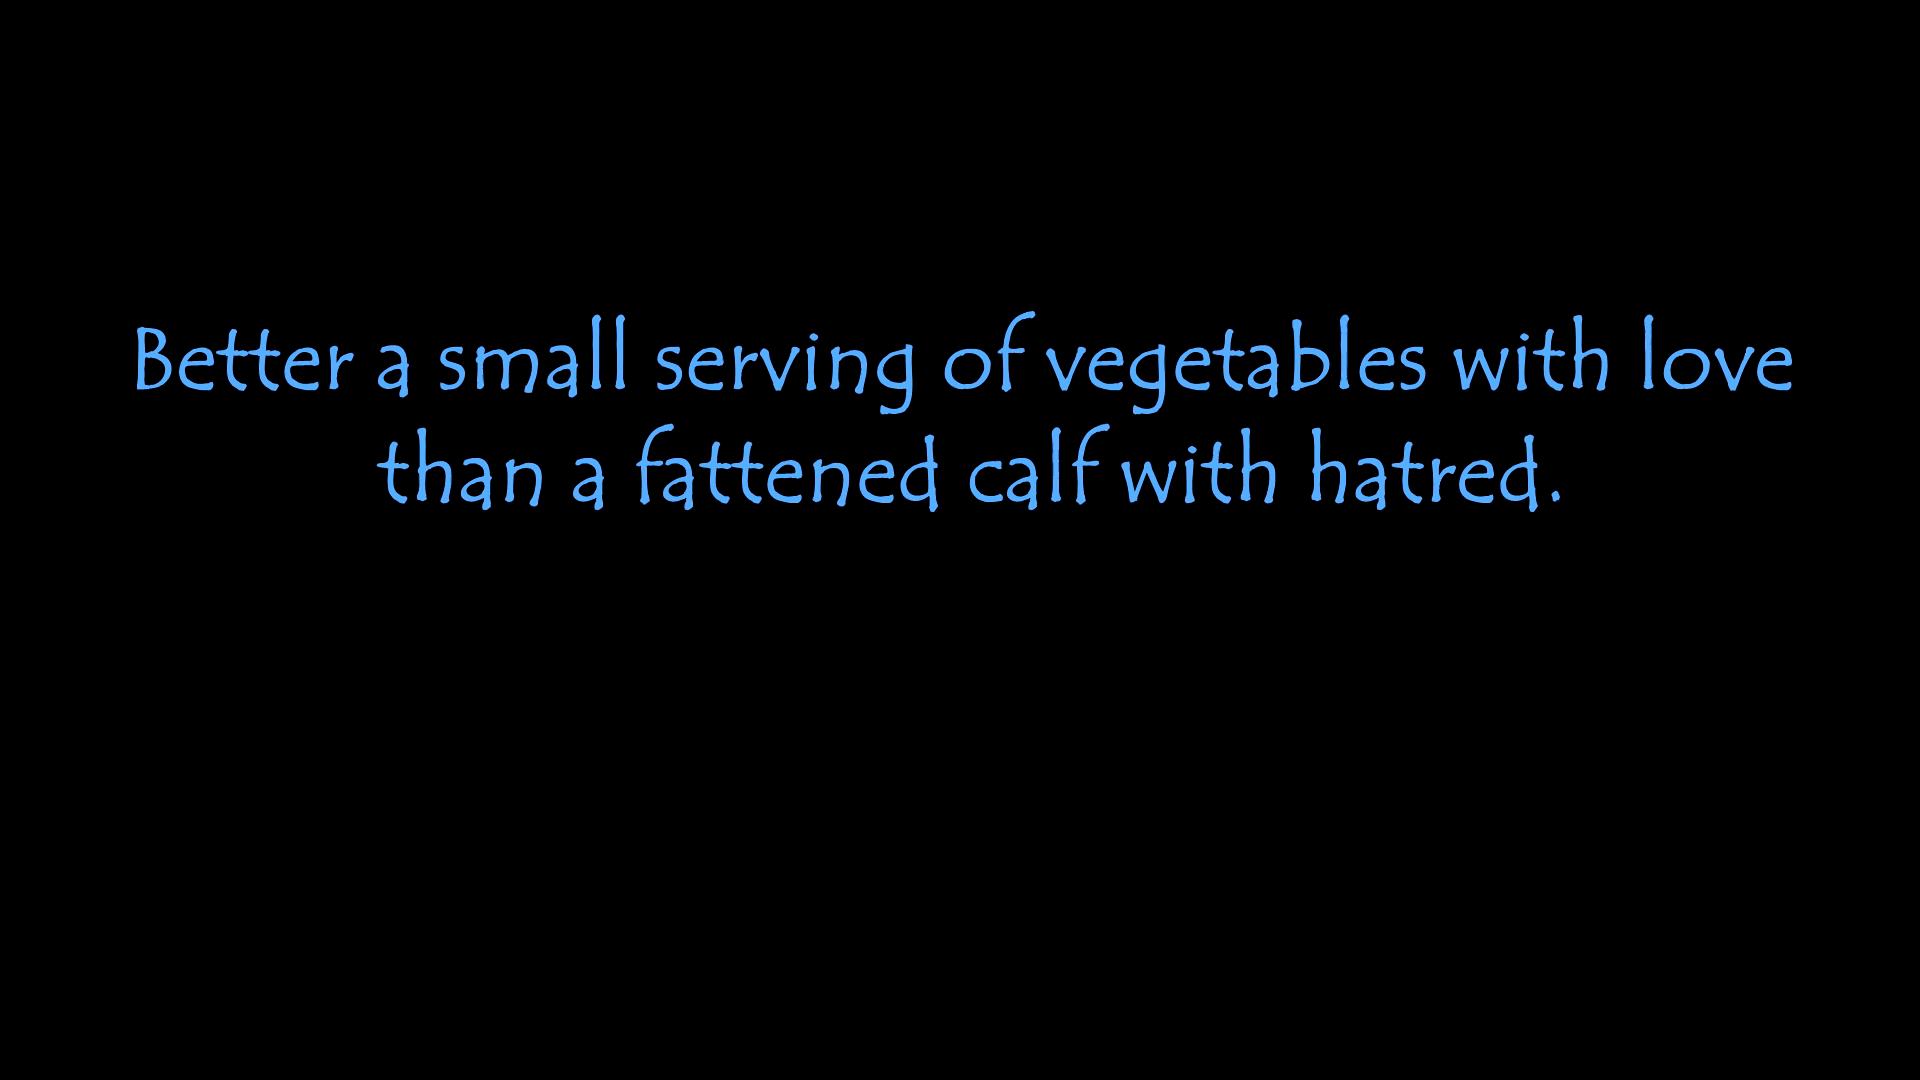 Better a small serving of vegetables with love
than a fattened calf with hatred.